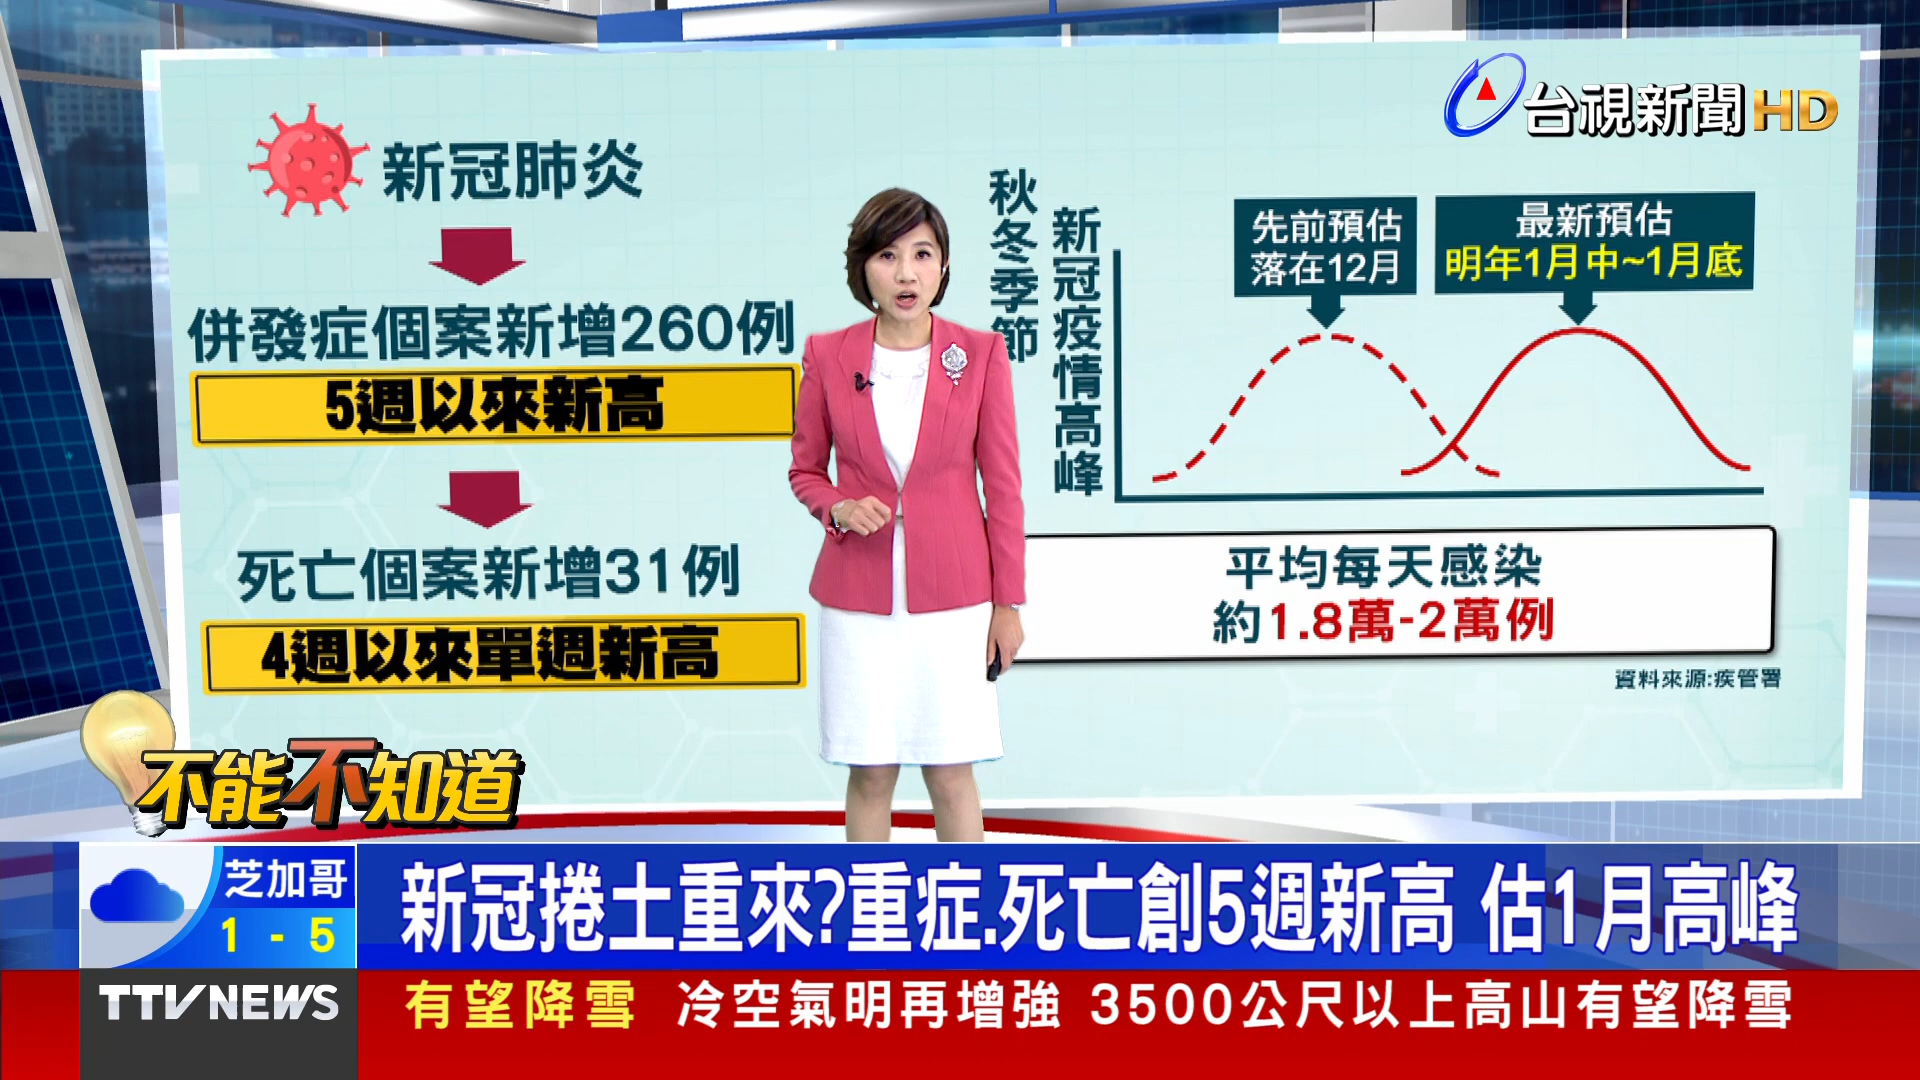 台視新聞HD
新冠肺炎
併發症個案新增260例
5週以來新高
死亡個案新增31例
4週以來單週新高
秋冬季節
新冠疫情高峰
先前預估
落在12月
最新預估
明年1月中~1月底
平均每天感染
約1.8萬-2萬例
資料來源:疾管署
不能不知道
芝加哥
1 - 5
新冠捲土重來?重症.死亡創5週新高 估1月高峰
TTV NEWS
有望降雪 冷空氣明再增強 3500公尺以上高山有望降雪